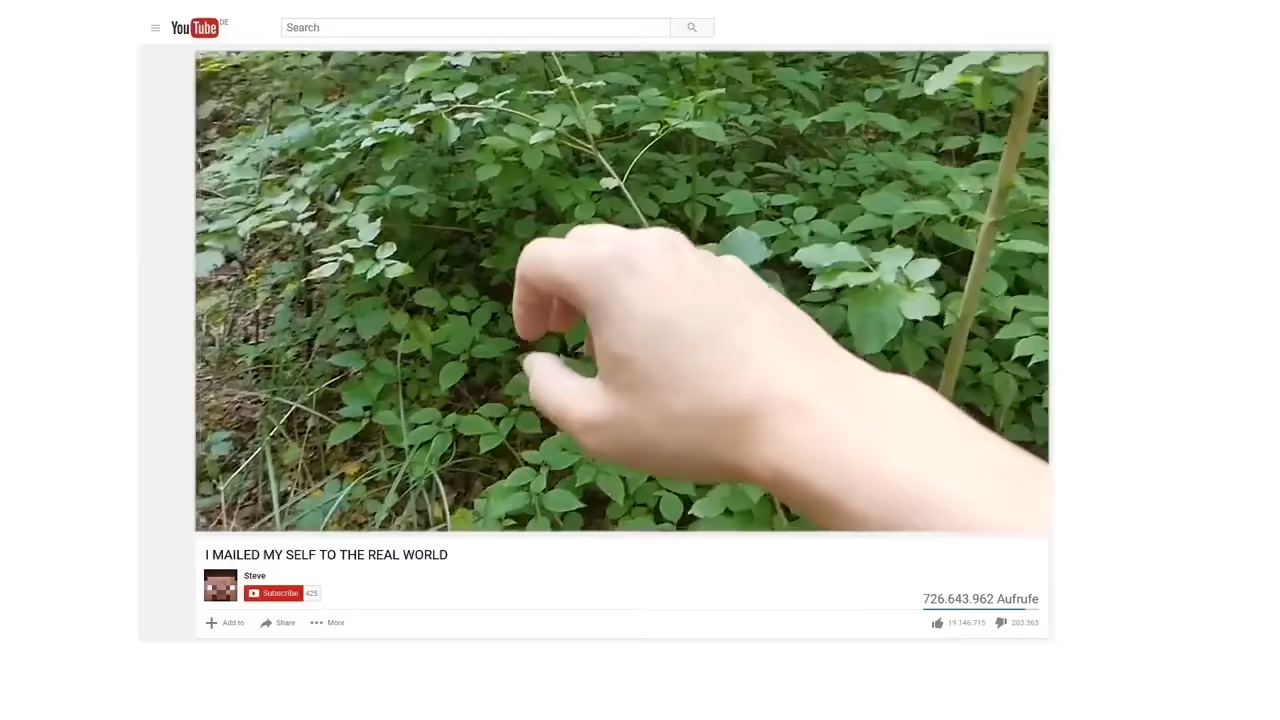 YouTube DE
Search
I MAILED MY SELF TO THE REAL WORLD
Steve
Subscribe 425
726.643.962 Aufrufe
Add to Share More 19.146.715 203.363